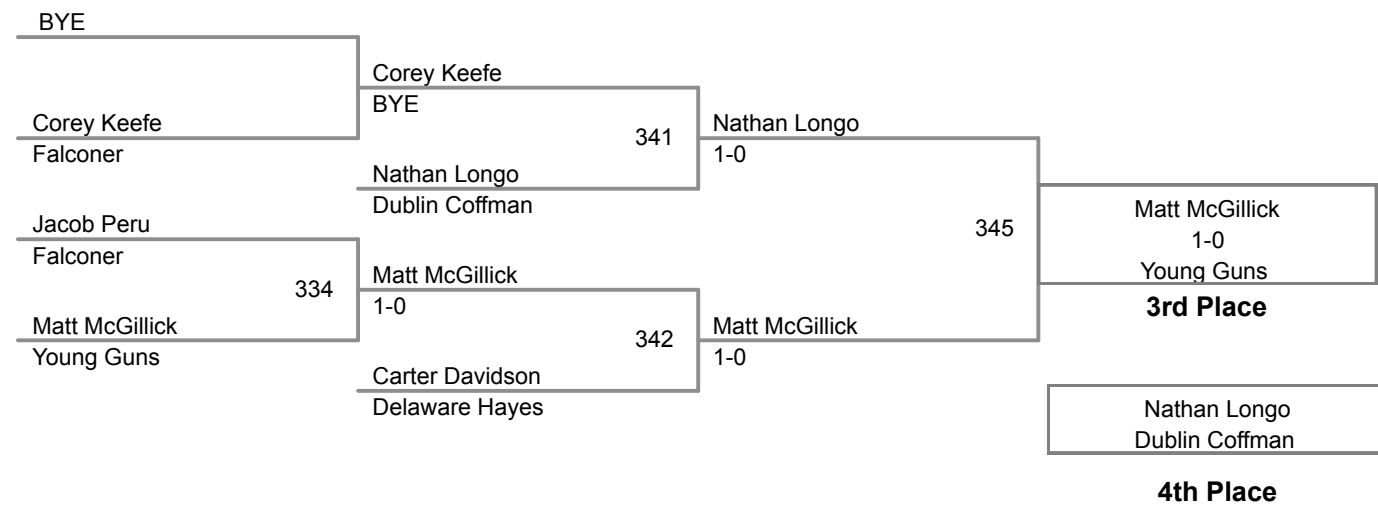 BYE
Corey Keefe
BYE
Corey Keefe
Falconer
341
Nathan Longo
1-0
Nathan Longo
Dublin Coffman
Jacob Peru
Falconer
345
Matt McGillick
1-0
Young Guns
3rd Place
334
Matt McGillick
1-0
Matt McGillick
Young Guns
342
Matt McGillick
1-0
Carter Davidson
Delaware Hayes
Nathan Longo
Dublin Coffman
4th Place